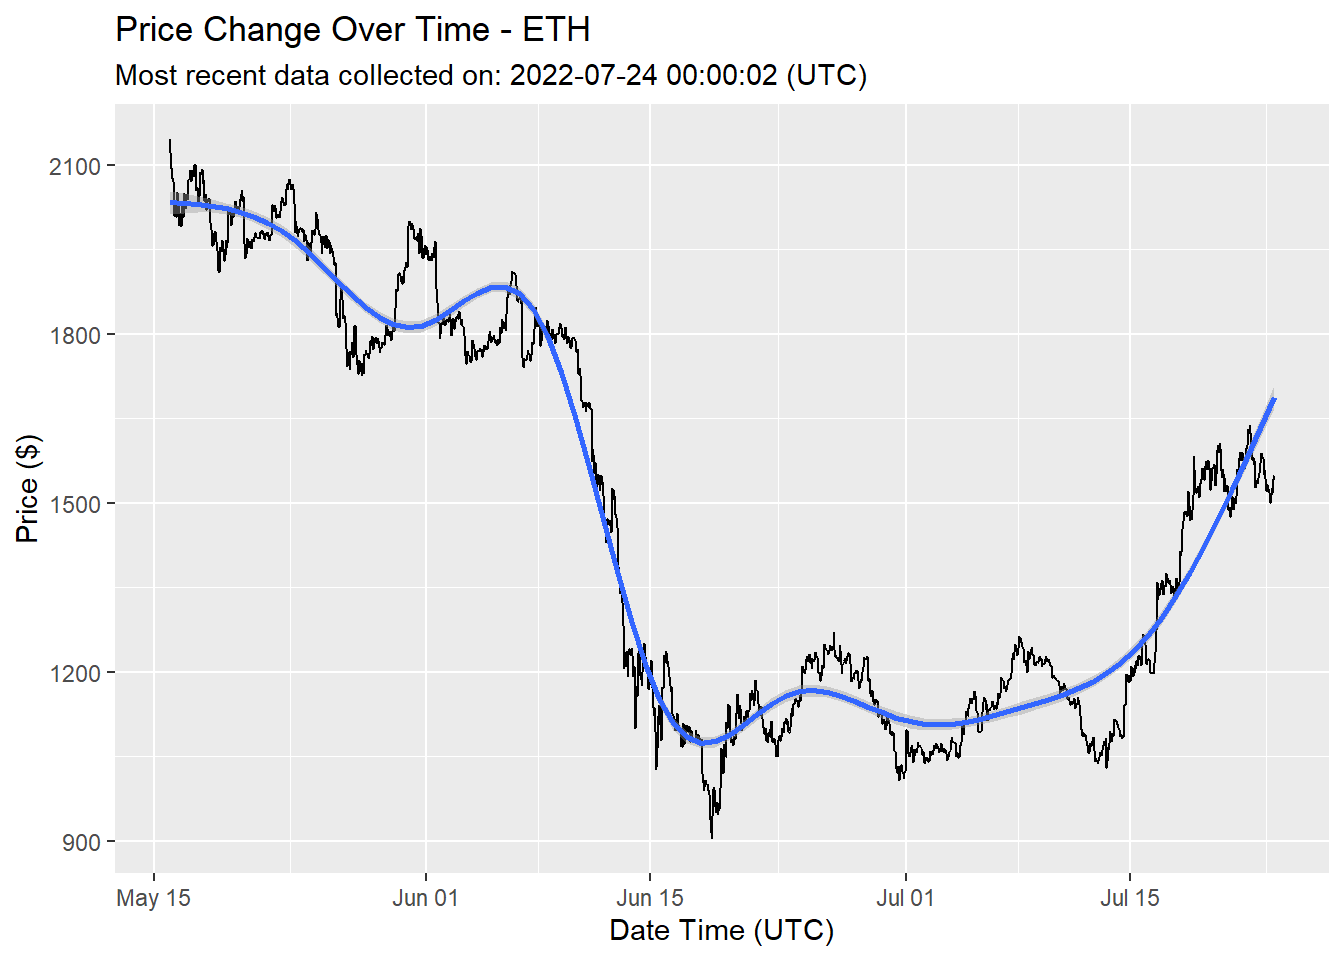 Price Change Over Time - ETH
Most recent data collected on: 2022-07-24 00:00:02 (UTC)
2100
1800
1500
1200
900
Price ($)
May 15
Jun 01
Jun 15
Jul 01
Jul 15
Date Time (UTC)